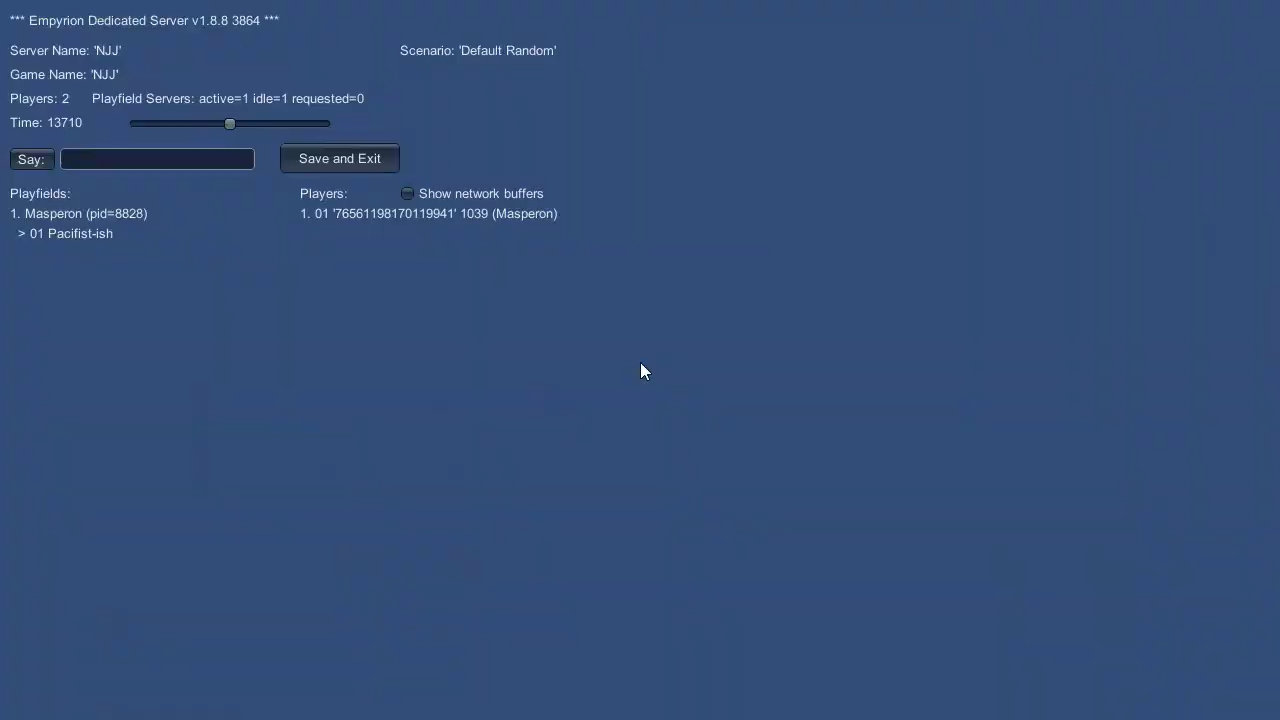 *** Empyrion Dedicated Server v1.8.8 3864 ***
Server Name: 'NJJ' Scenario: 'Default Random'
Game Name: 'NJJ'
Players: 2 Playfield Servers: active=1 idle=1 requested=0
Time: 13710
Say: Save and Exit
Playfields: Players: Show network buffers
1. Masperon (pid=8828) 1. 01 '76561198170119941' 1039 (Masperon)
> 01 Pacifist-ish